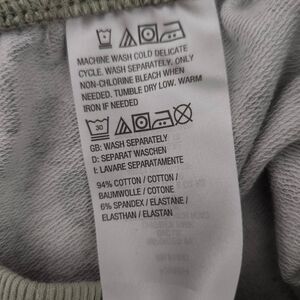 MACHINE WASH COLD DELICATE
CYCLE. WASH SEPARATELY. ONLY
NON-CHLORINE BLEACH WHEN
NEEDED. TUMBLE DRY LOW. WARM
IRON IF NEEDED
30
GB: WASH SEPARATELY
D: SEPARAT WASCHEN
I: LAVARE SEPARATAMENTE
94% COTTON / COTON /
BAUMWOLLE / COTONE
6% SPANDEX / ELASTANE /
ELASTHAN / ELASTAN